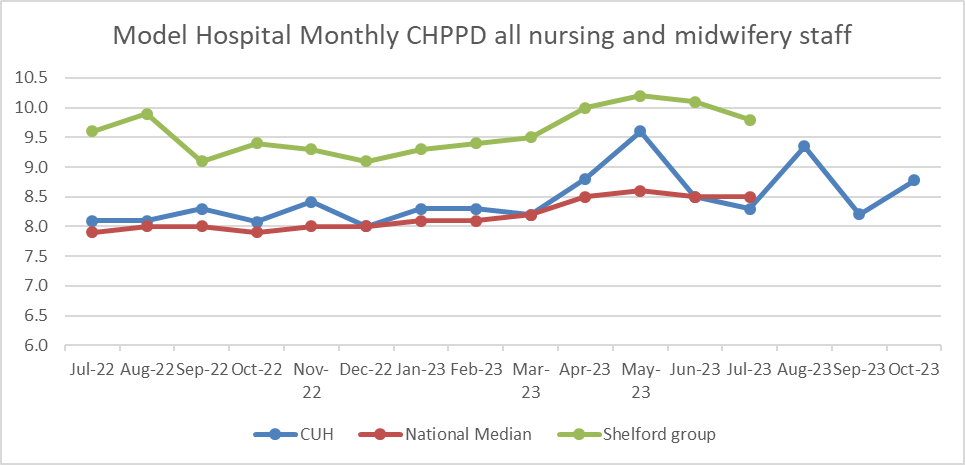 Model Hospital Monthly CHPPD all nursing and midwifery staff
10.5
10.0
9.5
9.0
8.5
8.0
7.5
7.0
6.5
6.0
Jul-22 Aug-22 Sep-22 Oct-22 Nov- Dec-22 Jan-23 Feb-23 Mar- Apr-23 May- Jun-23 Jul-23 Aug-23 Sep-23 Oct-23
22 23 23
CUH National Median Shelford group